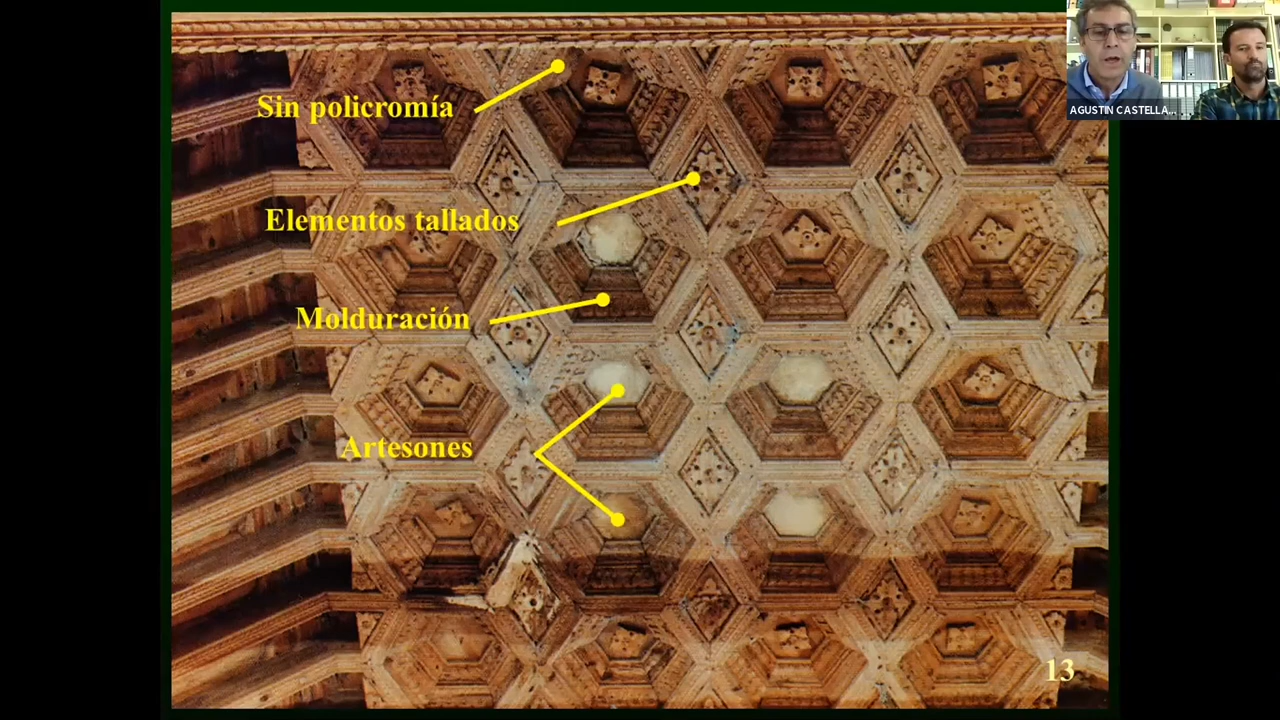 AGUSTIN CASTELLA...
Sin policromía
Elementos tallados
Molduración
Artesones
13